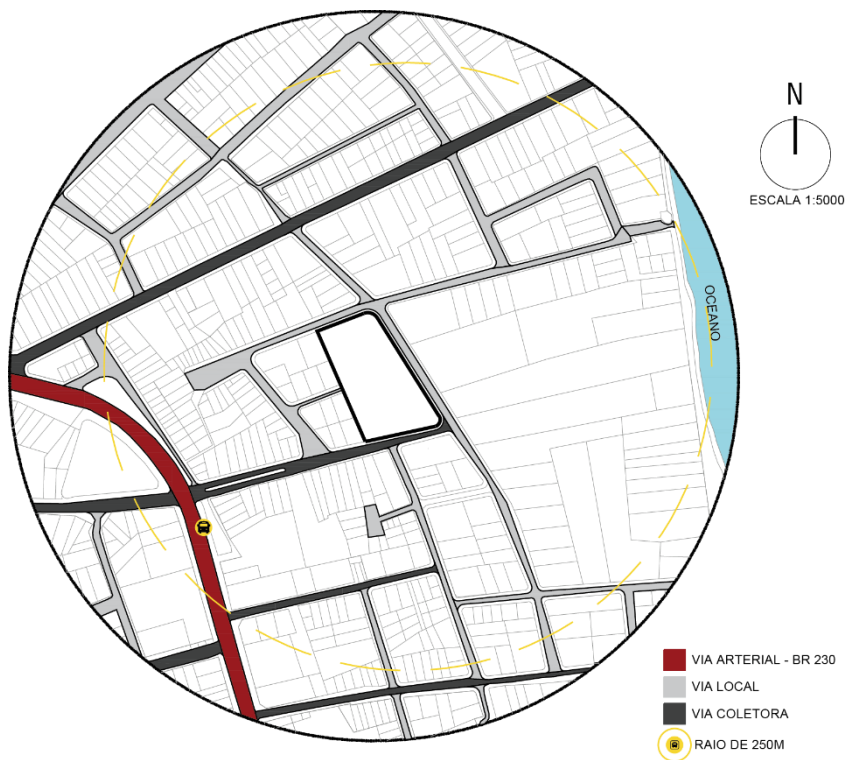 N
ESCALA 1:5000
OCEANO
VIA ARTERIAL - BR 230
VIA LOCAL
VIA COLETORA
RAIO DE 250M